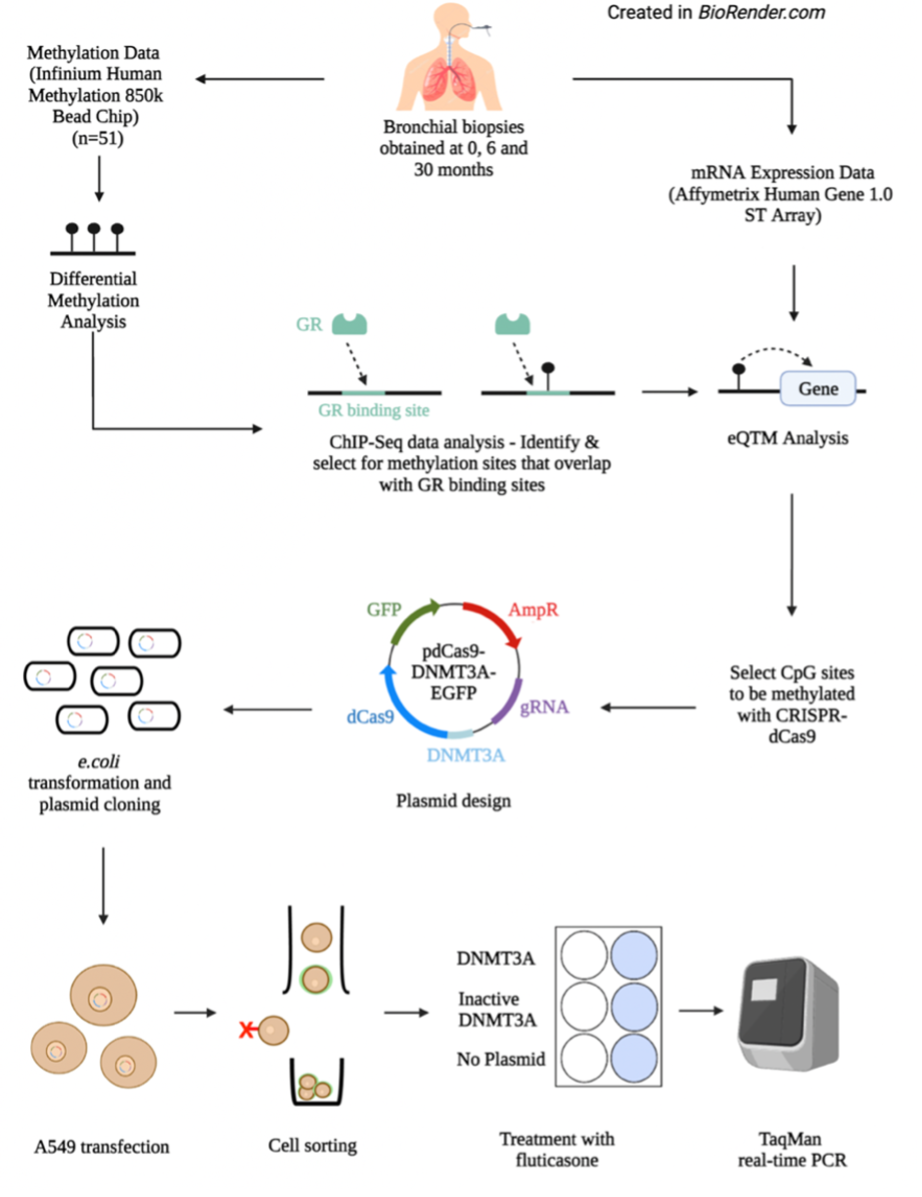 Created in BioRender.com
Methylation Data
(Infinium Human
Methylation 850k
Bead Chip)
(n=51)
Bronchial biopsies
obtained at 0, 6 and
30 months
mRNA Expression Data
(Affymetrix Human Gene 1.0
ST Array)
Differential
Methylation
Analysis
GR
GR binding site
ChIP-Seq data analysis - Identify &
select for methylation sites that overlap
with GR binding sites
Gene
eQTM Analysis
Select CpG sites
to be methylated
with CRISPR-
dCas9
GFP
AmpR
pdCas9-
DNMT3A-
EGFP
gRNA
dCas9
DNMT3A
Plasmid design
e.coli
transformation and
plasmid cloning
A549 transfection
X
Cell sorting
DNMT3A
Inactive
DNMT3A
No Plasmid
Treatment with
fluticasone
TaqMan
real-time PCR